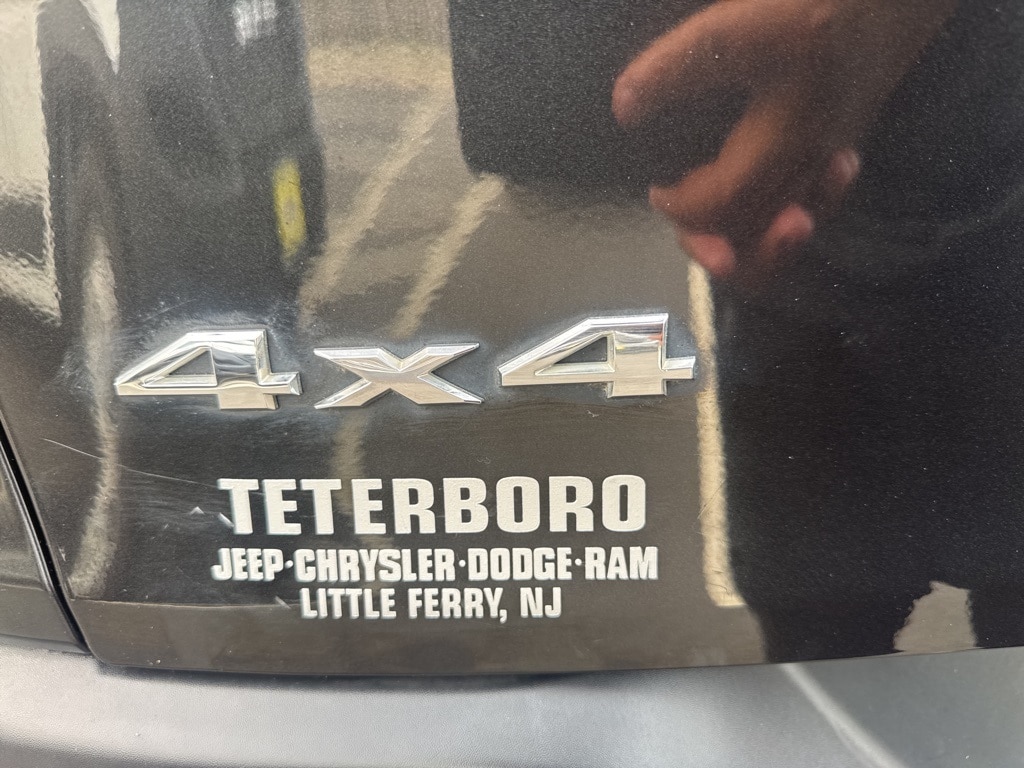 4x4
TETERBORO
JEEP·CHRYSLER·DODGE·RAM
LITTLE FERRY, NJ